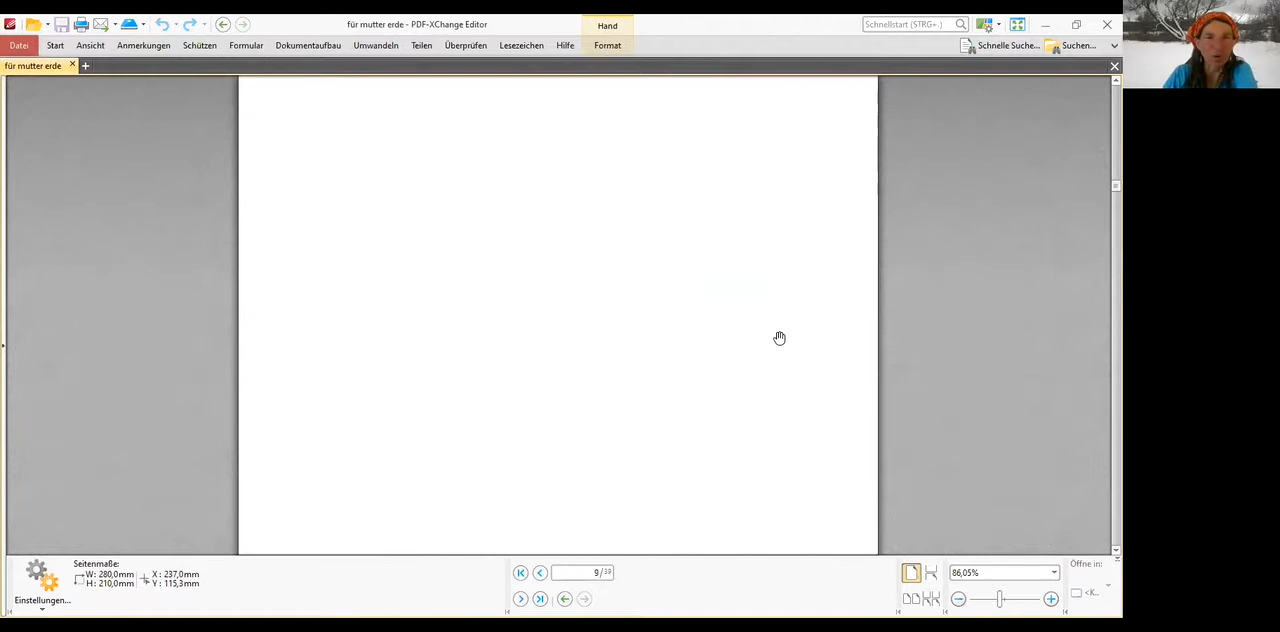 für mutter erde - PDF-XChange Editor
Hand
Schnellstart (STRG+.)
Datei
Start
Ansicht
Anmerkungen
Schützen
Formular
Dokumentaufbau
Umwandeln
Teilen
Überprüfen
Lesezeichen
Hilfe
Format
Schnelle Suche...
Suchen...
für mutter erde
Einstellungen...
Seitenmaße:
W: 280,0mm
H: 210,0mm
X: 237,0mm
Y: 115,3mm
9/39
86,05%
Öffne in:
<K...